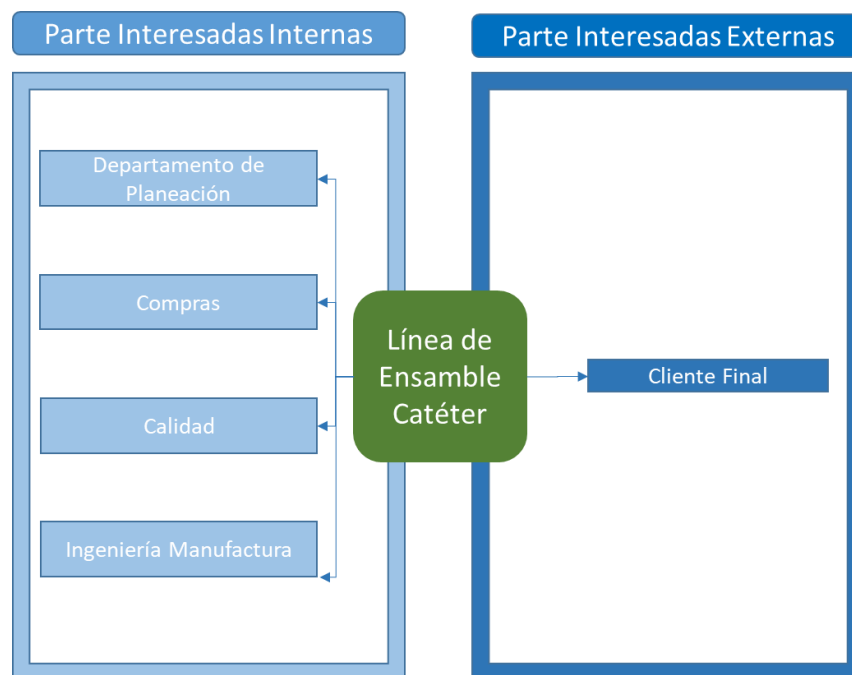 Parte Interesadas Internas
Parte Interesadas Externas
Departamento de
Planeación
Compras
Calidad
Ingeniería Manufactura
Línea de
Ensamble
Catéter
Cliente Final